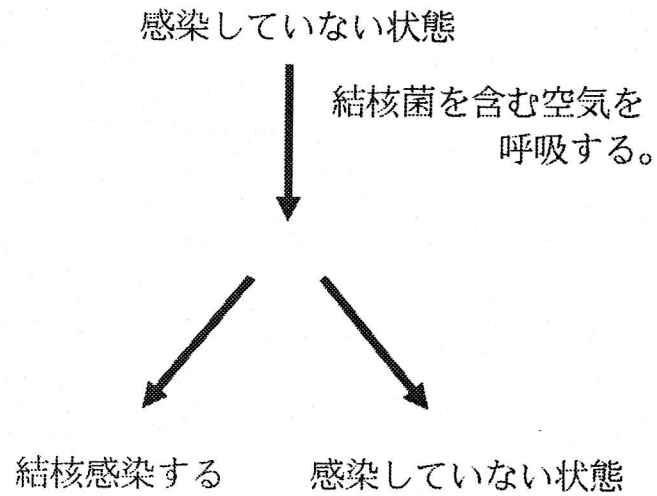 感染していない状態
結核菌を含む空気を
呼吸する。
結核感染する
感染していない状態